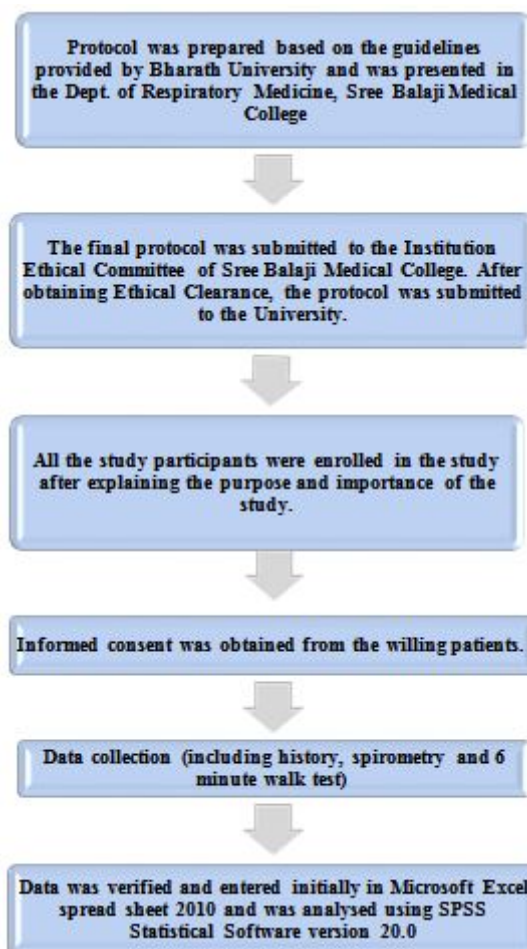 Protocol was prepared based on the guidelines
provided by Bharath University and was presented in
the Dept. of Respiratory Medicine, Sree Balaji Medical
College
The final protocol was submitted to the Institution
Ethical Committee of Sree Balaji Medical College. After
obtaining Ethical Clearance, the protocol was submitted
to the University.
All the study participants were enrolled in the study
after explaining the purpose and importance of the
study.
Informed consent was obtained from the willing patients.
Data collection (including history, spirometry and 6
minute walk test)
Data was verified and entered initially in Microsoft Excel
spread sheet 2010 and was analysed using SPSS
Statistical Software version 20.0